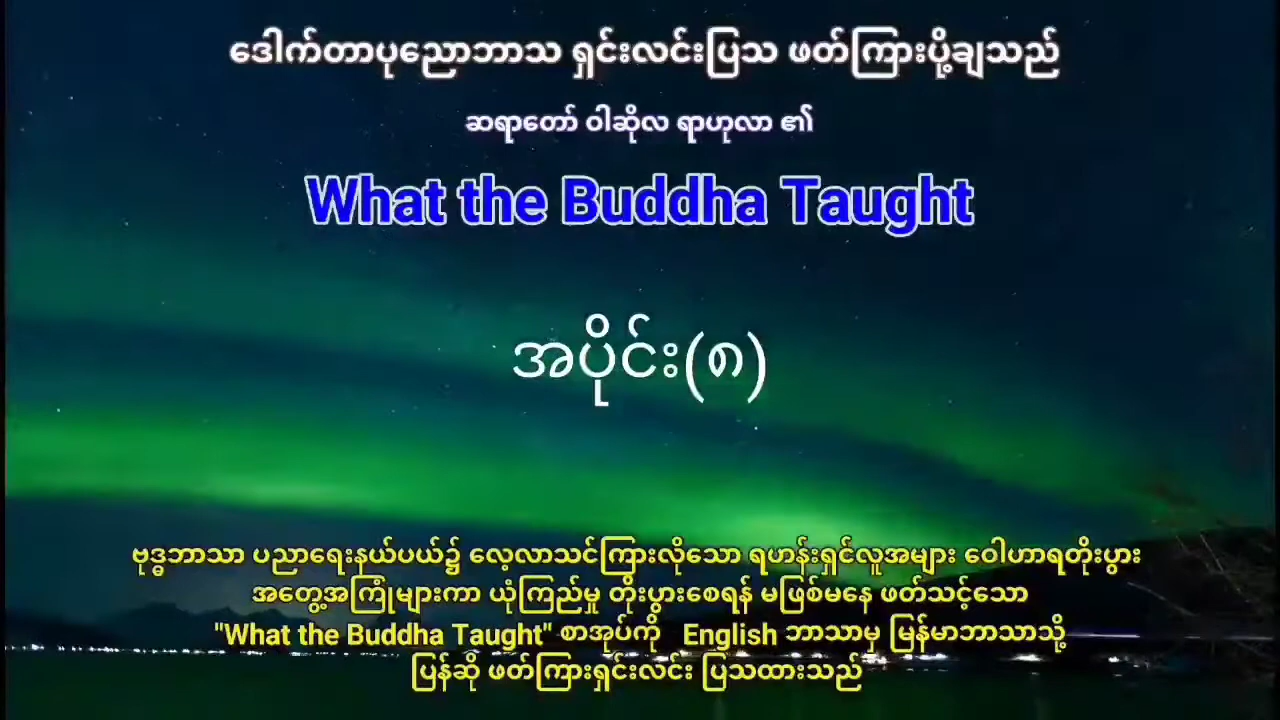 ဒေါက်တာပုညောဘာသ ရှင်းလင်းပြသ ဖတ်ကြားပို့ချသည်
ဆရာတော် ဝါဆိုလ ရာဟုလာ ၏
What the Buddha Taught
အပိုင်း(၈)
ဗုဒ္ဓဘာသာ ပညာရေးနယ်ပယ်၌ လေ့လာသင်ကြားလိုသော ရဟန်းရှင်လူအများ ဝေါဟာရတိုးပွား
အတွေ့အကြုံများကာ ယုံကြည်မှု တိုးပွားစေရန် မဖြစ်မနေ ဖတ်သင့်သော
"What the Buddha Taught" စာအုပ်ကို English ဘာသာမှ မြန်မာဘာသာသို့
ပြန်ဆို ဖတ်ကြားရှင်းလင်း ပြသထားသည်